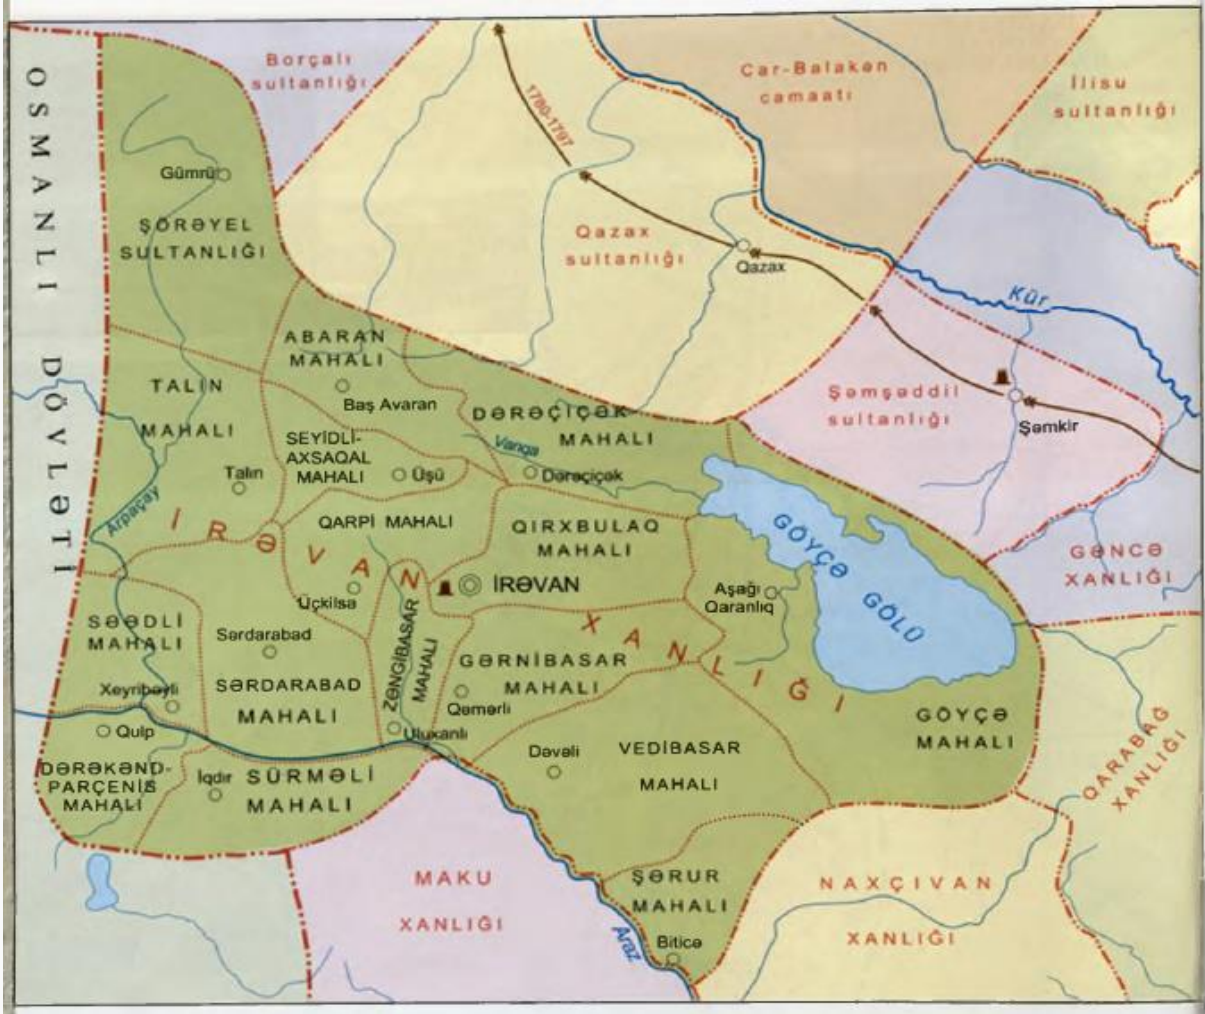 OSMANLI DÖVLƏTİ
Borçalı
sultanlığı
1780-1797
Car-Balakən
camaatı
İlisu
sultanlığı
Gümrü
ŞÖRƏYEL
SULTANLIĞI
Qazax
sultanlığı
Qazax
Kür
ABARAN
MAHALI
Baş Avaran
TALIN
MAHALI
Talın
DƏRƏÇİÇƏK
MAHALI
Vanqa
Dərəçiçək
Şəmşəddil
sultanlığı
Şəmkir
SEYİDLİ-
AXSAQAL
MAHALI
Üşü
Arpaçay
İRƏVAN XANLIĞI
QARPİ MAHALI
QIRXBULAQ
MAHALI
GÖYÇƏ GÖLÜ
GƏNCƏ
XANLIĞI
İRƏVAN
Aşağı
Qaranlıq
Üçkilsə
SƏƏDLİ
MAHALI
Sərdarabad
SƏRDARABAD
MAHALI
ZƏNGİBASAR
MAHALI
GƏRNİBASAR
MAHALI
Qəmərli
Xeyribəyli
Qulp
Uluxanlı
GÖYÇƏ
MAHALI
QARABAĞ
XANLIĞI
DƏRƏKƏND-
PARÇENİS
MAHALI
İqdır
SÜRMƏLİ
MAHALI
Dəvəli
VEDİBASAR
MAHALI
MAKU
XANLIĞI
ŞƏRUR
MAHALI
NAXÇIVAN
XANLIĞI
Araz
Biticə